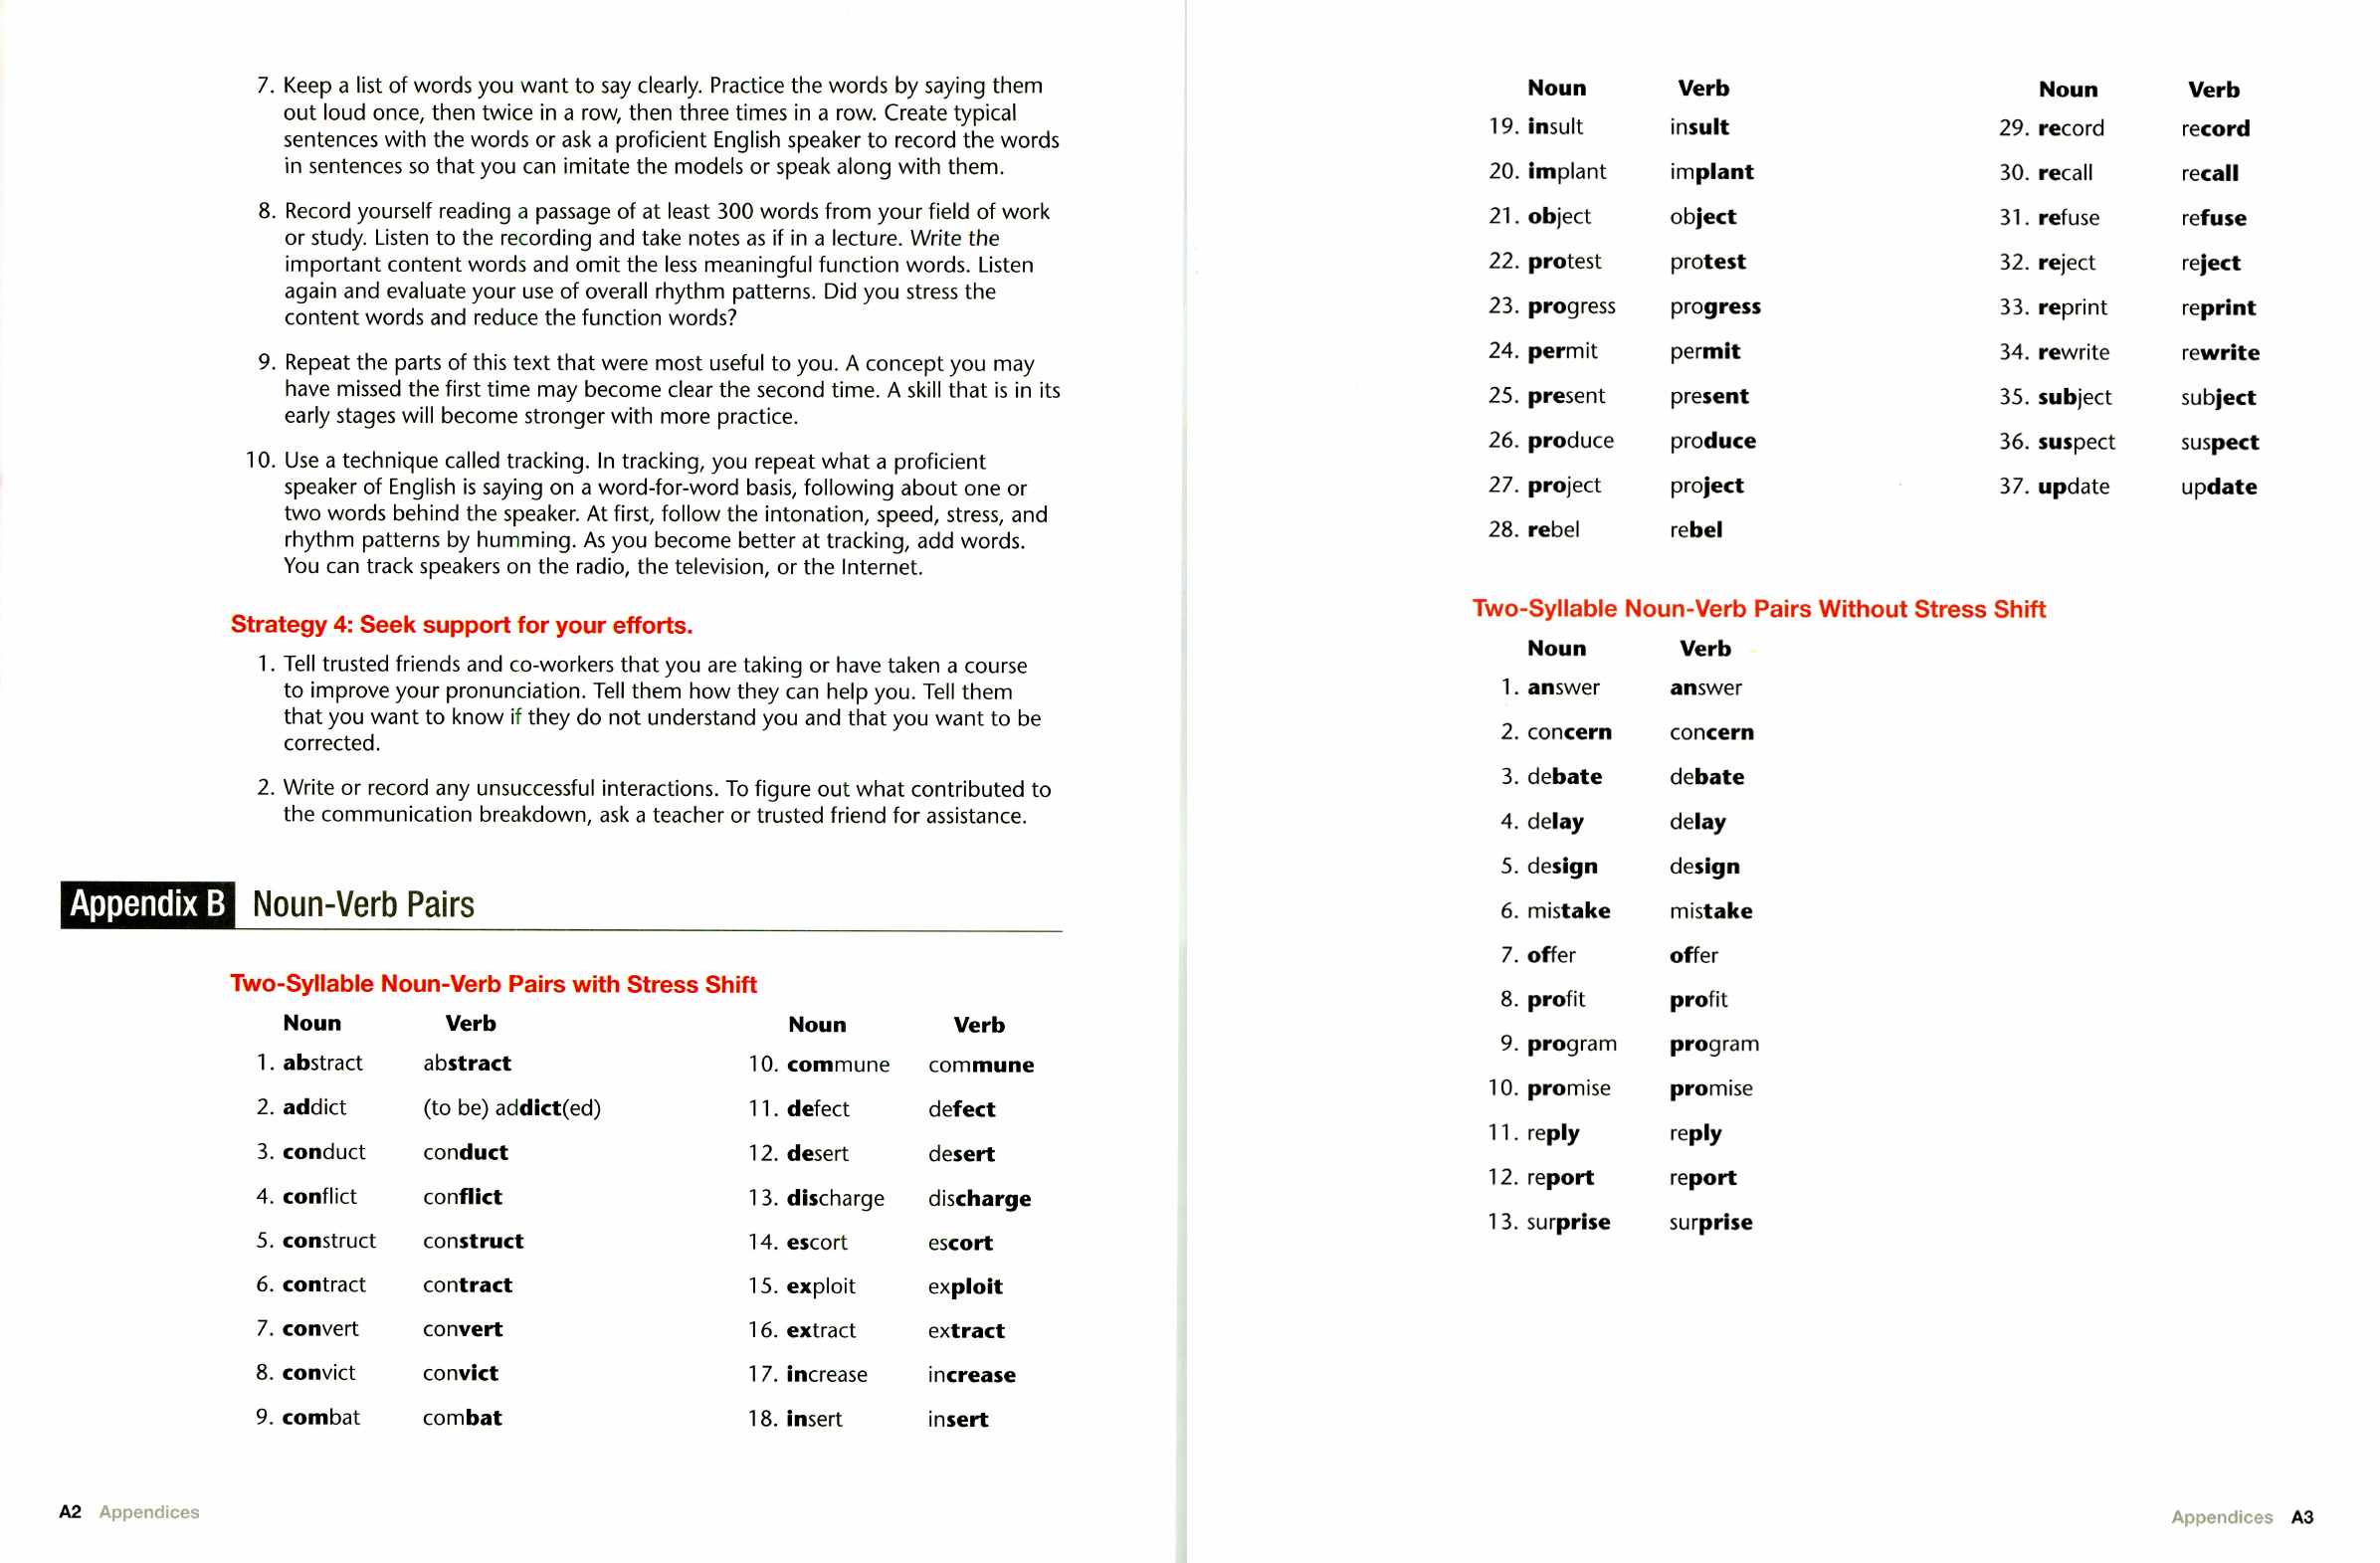 7. Keep a list of words you want to say clearly. Practice the words by saying them
out loud once, then twice in a row, then three times in a row. Create typical
sentences with the words or ask a proficient English speaker to record the words
in sentences so that you can imitate the models or speak along with them.
8. Record yourself reading a passage of at least 300 words from your field of work
or study. Listen to the recording and take notes as if in a lecture. Write the
important content words and omit the less meaningful function words. Listen
again and evaluate your use of overall rhythm patterns. Did you stress the
content words and reduce the function words?
9. Repeat the parts of this text that were most useful to you. A concept you may
have missed the first time may become clear the second time. A skill that is in its
early stages will become stronger with more practice.
10. Use a technique called tracking. In tracking, you repeat what a proficient
speaker of English is saying on a word-for-word basis, following about one or
two words behind the speaker. At first, follow the intonation, speed, stress, and
rhythm patterns by humming. As you become better at tracking, add words.
You can track speakers on the radio, the television, or the Internet.
Strategy 4: Seek support for your efforts.
1. Tell trusted friends and co-workers that you are taking or have taken a course
to improve your pronunciation. Tell them how they can help you. Tell them
that you want to know if they do not understand you and that you want to be
corrected.
2. Write or record any unsuccessful interactions. To figure out what contributed to
the communication breakdown, ask a teacher or trusted friend for assistance.
Appendix B Noun-Verb Pairs
Two-Syllable Noun-Verb Pairs with Stress Shift
Noun Verb
1. abstract abstract
2. addict (to be) addict(ed)
3. conduct conduct
4. conflict conflict
5. construct construct
6. contract contract
7. convert convert
8. convict convict
9. combat combat
Noun Verb
10. commune commune
11. defect defect
12. desert desert
13. discharge discharge
14. escort escort
15. exploit exploit
16. extract extract
17. increase increase
18. insert insert
A2 Appendices
Noun Verb
19. insult insult
20. implant implant
21. object object
22. protest protest
23. progress progress
24. permit permit
25. present present
26. produce produce
27. project project
28. rebel rebel
Noun Verb
29. record record
30. recall recall
31. refuse refuse
32. reject reject
33. reprint reprint
34. rewrite rewrite
35. subject subject
36. suspect suspect
37. update update
Two-Syllable Noun-Verb Pairs Without Stress Shift
Noun Verb
1. answer answer
2. concern concern
3. debate debate
4. delay delay
5. design design
6. mistake mistake
7. offer offer
8. profit profit
9. program program
10. promise promise
11. reply reply
12. report report
13. surprise surprise
Appendices A3